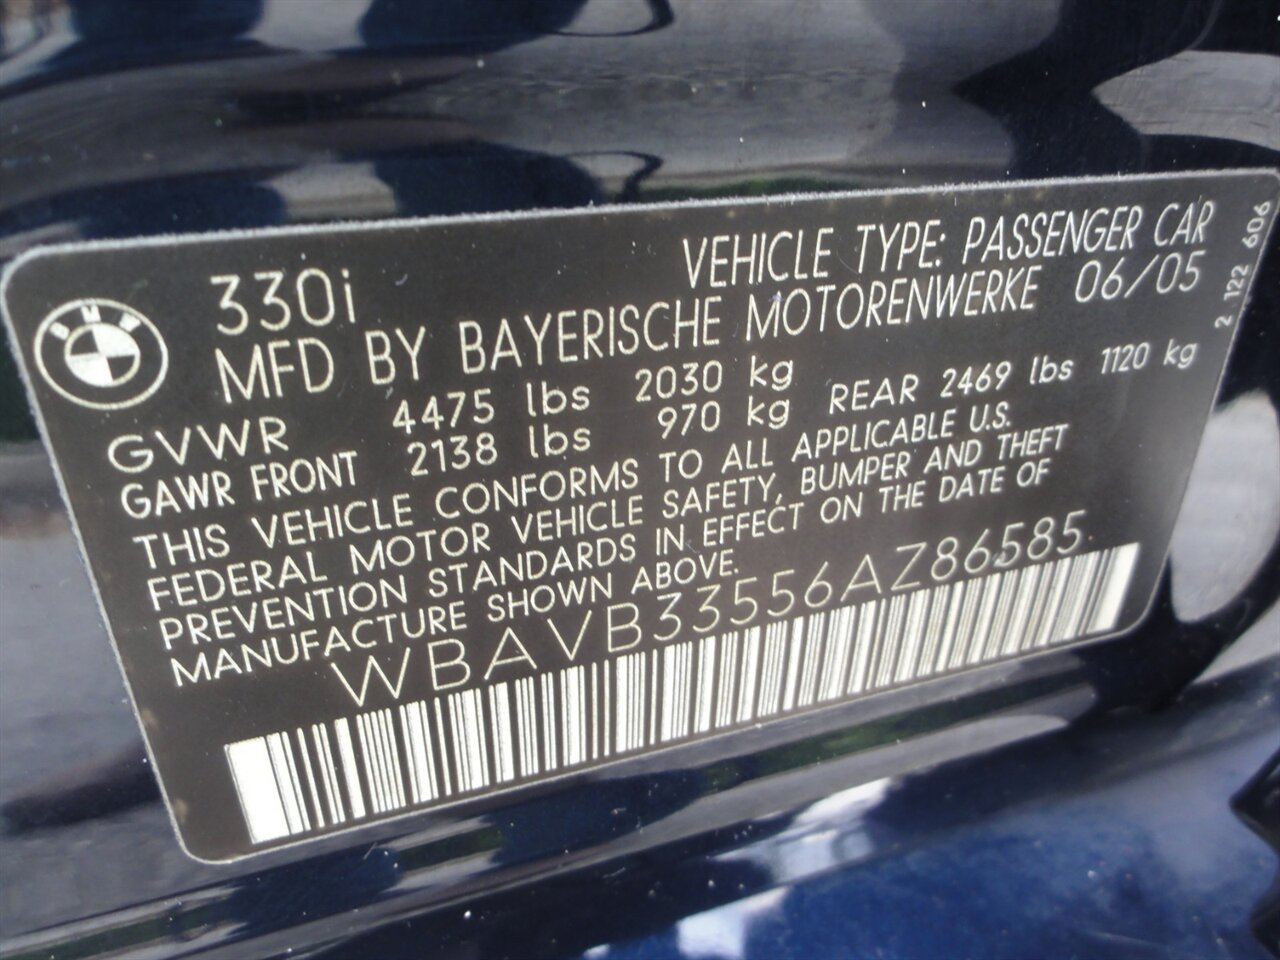 BMW
330i
VEHICLE TYPE: PASSENGER CAR
MFD BY BAYERISCHE MOTORENWERKE 06/05
GVWR 4475 lbs 2030 kg
GAWR FRONT 2138 lbs 970 kg REAR 2469 lbs 1120 kg
THIS VEHICLE CONFORMS TO ALL APPLICABLE U.S.
FEDERAL MOTOR VEHICLE SAFETY, BUMPER AND THEFT
PREVENTION STANDARDS IN EFFECT ON THE DATE OF
MANUFACTURE SHOWN ABOVE.
WBAVB33556AZ86585
2 122 606